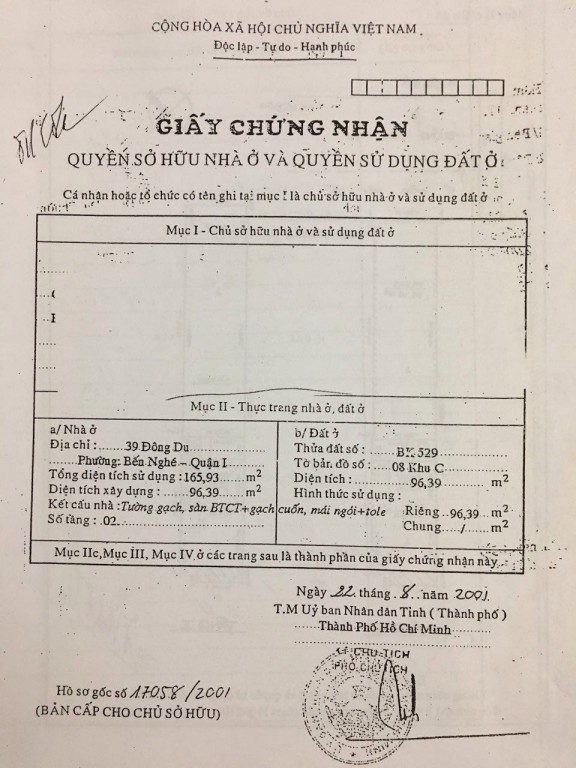 CỘNG HÒA XÃ HỘI CHỦ NGHĨA VIỆT NAM
Độc lập - Tự do - Hạnh phúc
GIẤY CHỨNG NHẬN
QUYỀN SỞ HỮU NHÀ Ở VÀ QUYỀN SỬ DỤNG ĐẤT Ở
Cá nhân hoặc tổ chức có tên ghi tại mục I là chủ sở hữu nhà ở và sử dụng đất ở
Mục I - Chủ sở hữu nhà ở và sử dụng đất ở
Mục II - Thực trạng nhà ở, đất ở
a/ Nhà ở
Địa chỉ : 39 Đông Du
Phường Bến Nghé - Quận I
Tổng diện tích sử dụng : 165,93 m2
Diện tích xây dựng : 96,39 m2
Kết cấu nhà : Tường gạch, sàn BTCT+gạch cuốn, mái ngói+tole
Số tầng : .02
b/ Đất ở
Thửa đất số : BK 529
Tờ bản đồ số : 08 Khu C
Diện tích : 96,39 m2
Hình thức sử dụng :
Riêng 96,39 m2
Chung / m2
Mục IIc, Mục III, Mục IV ở các trang sau là thành phần của giấy chứng nhận này
Ngày 22 tháng 8 năm 2001
T.M Uỷ ban Nhân dân Tỉnh ( Thành phố )
Thành Phố Hồ Chí Minh
CHỦ TỊCH
PHÓ CHỦ TỊCH
Hồ sơ gốc số 17058/2001
(BẢN CẤP CHO CHỦ SỞ HỮU)